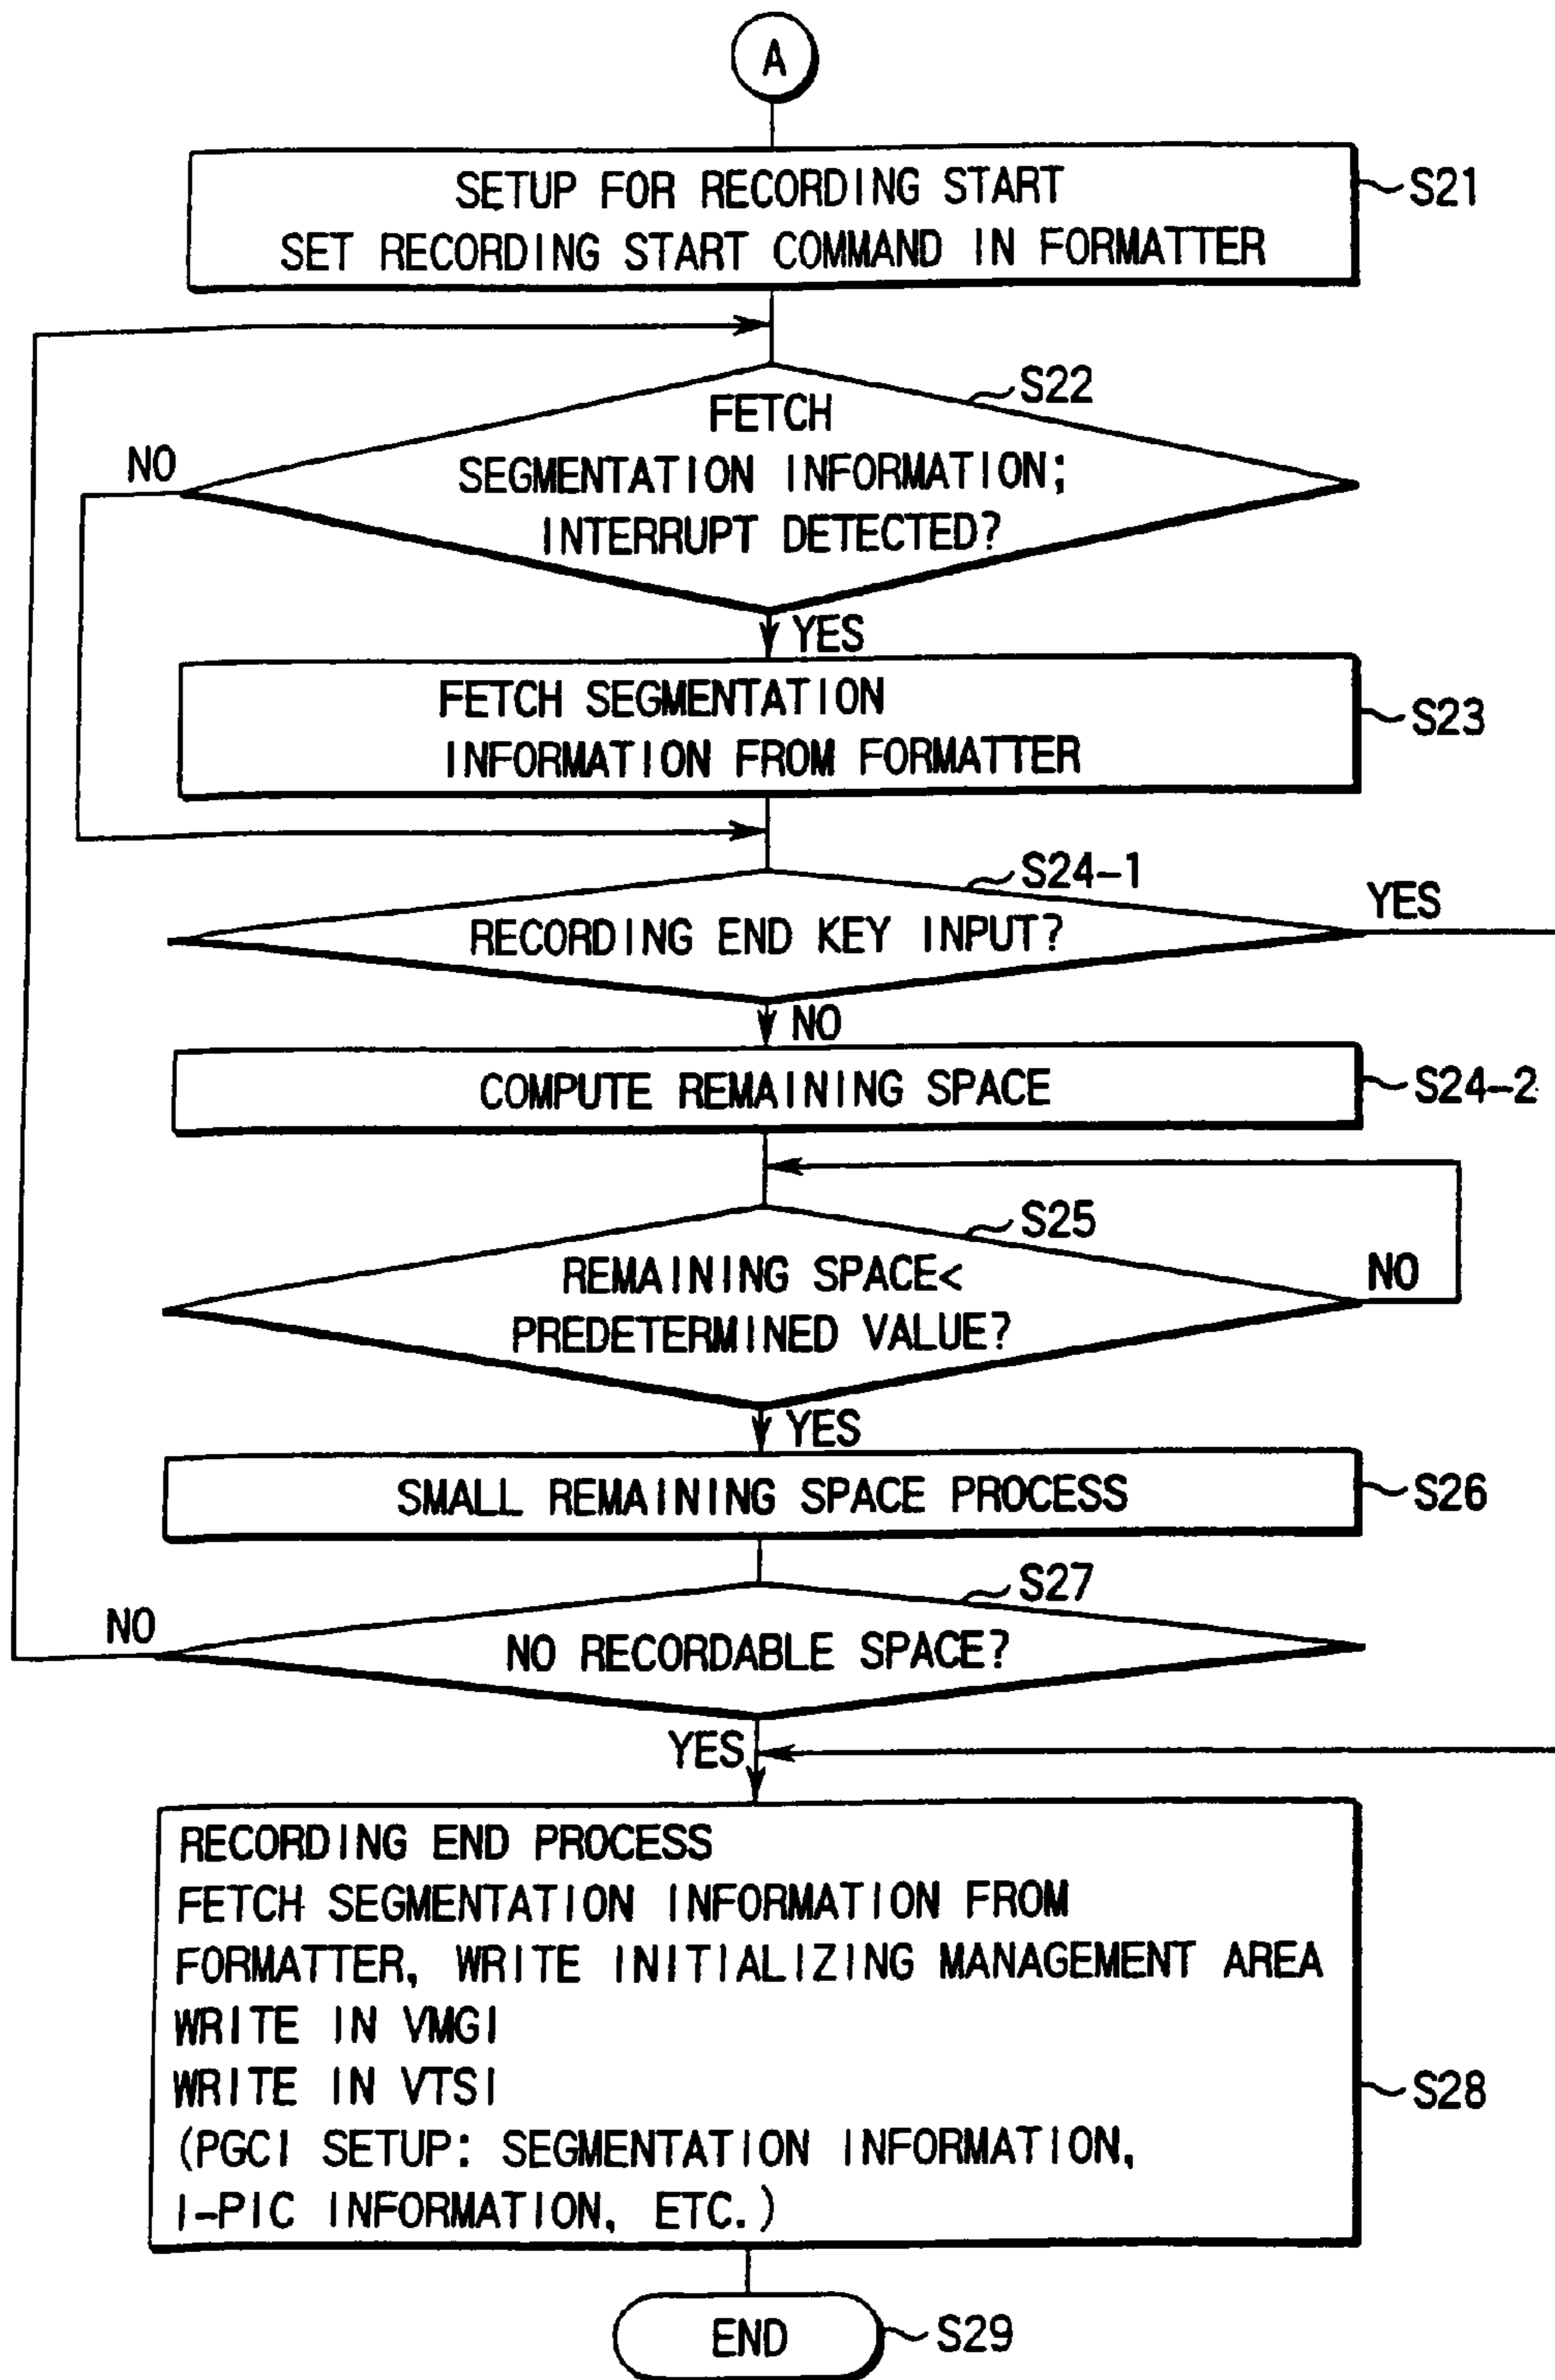 A
SETUP FOR RECORDING START
SET RECORDING START COMMAND IN FORMATTER
S21
S22
FETCH
SEGMENTATION INFORMATION;
INTERRUPT DETECTED?
NO
YES
FETCH SEGMENTATION
INFORMATION FROM FORMATTER
S23
S24-1
RECORDING END KEY INPUT?
YES
NO
COMPUTE REMAINING SPACE
S24-2
S25
REMAINING SPACE<
PREDETERMINED VALUE?
NO
YES
SMALL REMAINING SPACE PROCESS
S26
S27
NO
NO RECORDABLE SPACE?
YES
RECORDING END PROCESS
FETCH SEGMENTATION INFORMATION FROM
FORMATTER, WRITE INITIALIZING MANAGEMENT AREA
WRITE IN VMGI
WRITE IN VTSI
(PGCI SETUP: SEGMENTATION INFORMATION,
I-PIC INFORMATION, ETC.)
S28
END
S29